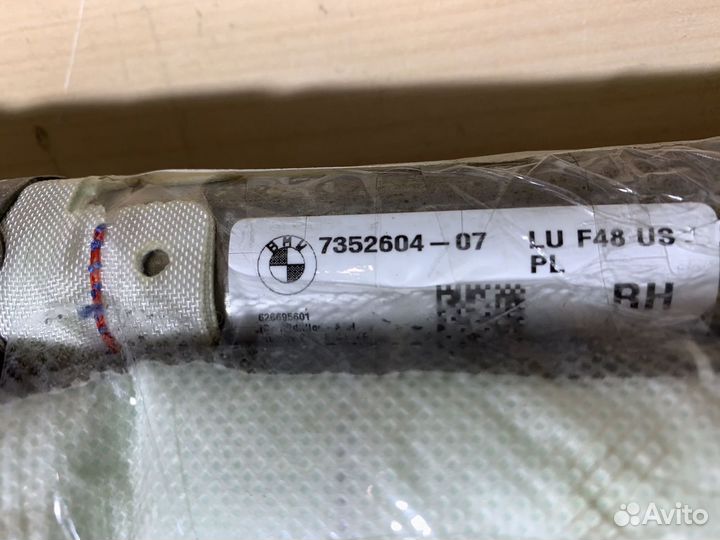 BMW
7352604-07 LU F48 US
PL
RH
626695601
Avito